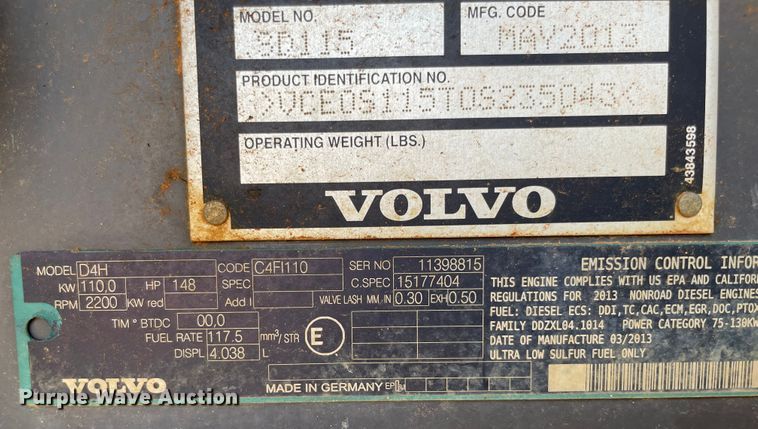 MODEL NO. MFG. CODE
SD115 MAY2013
PRODUCT IDENTIFICATION NO.
OPERATING WEIGHT (LBS.)
43843598
VOLVO
MODEL D4H CODE C4FI110 SER NO 11398815
KW 110,0 HP 148 SPEC C.SPEC 15177404
RPM 2200 KW red Add I VALVE LASH MM, IN 0.30 EXH 0.50
TIM ° BTDC 00,0
FUEL RATE 117.5 mm³/STR E
DISPL 4.038 L
VOLVO MADE IN GERMANY
EMISSION CONTROL INFOR
THIS ENGINE COMPLIES WITH US EPA AND CALIFOR
REGULATIONS FOR 2013 NONROAD DIESEL ENGINES
FUEL: DIESEL ECS: DDI,TC,CAC,ECM,EGR,DOC,PTOX
FAMILY DDZXL04.1014 POWER CATEGORY 75-130KW
DATE OF MANUFACTURE 03/2013
ULTRA LOW SULFUR FUEL ONLY
Purple Wave Auction